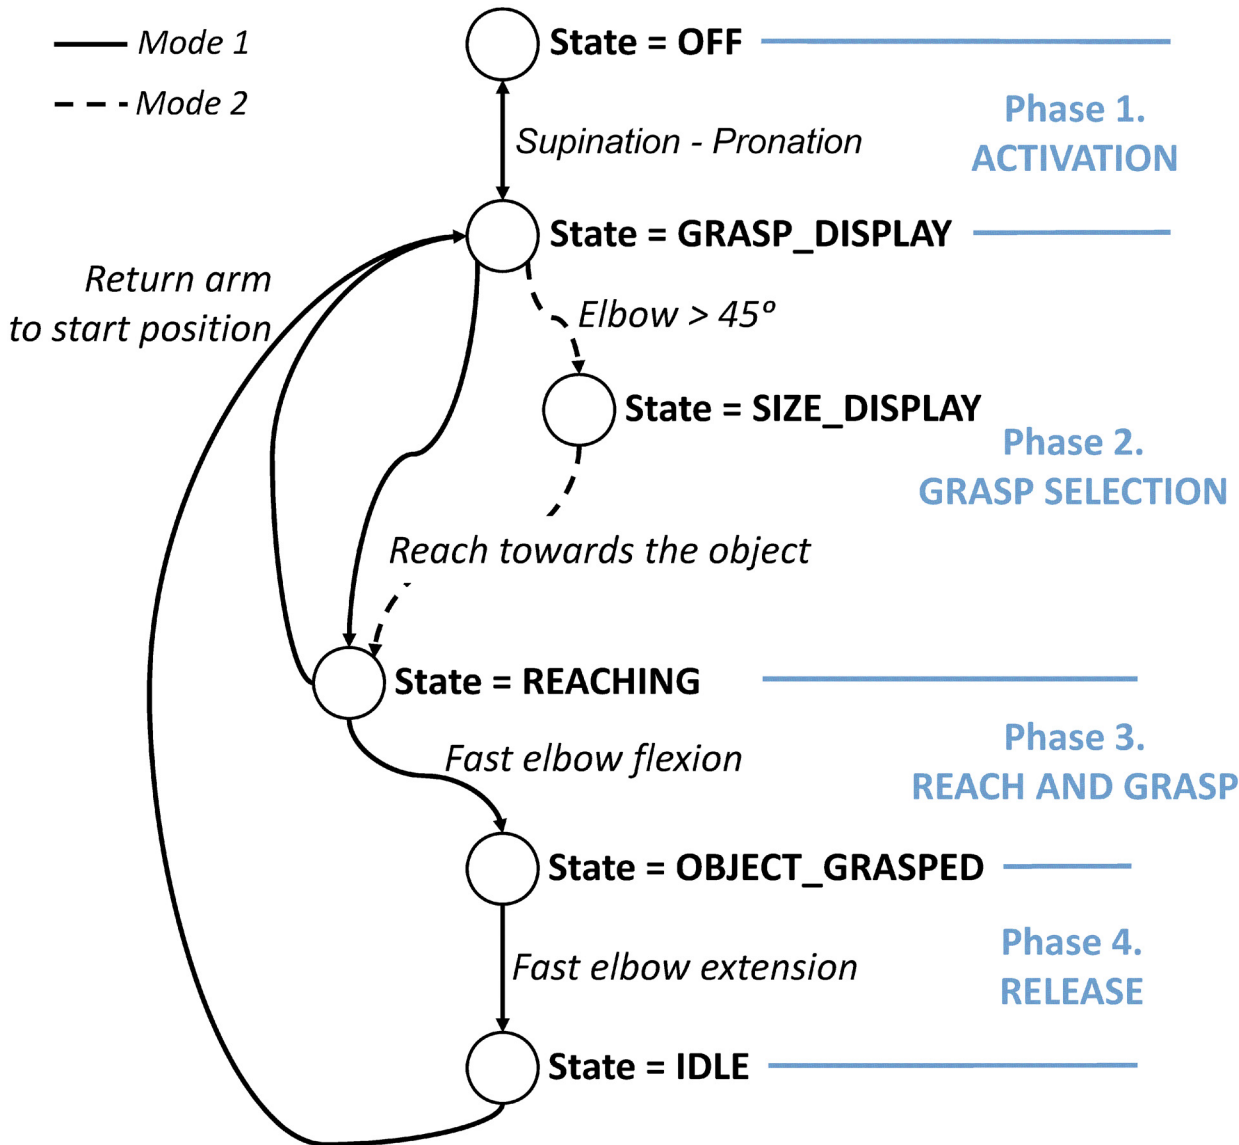 Mode 1
Mode 2
State = OFF
Phase 1.
ACTIVATION
Supination - Pronation
State = GRASP_DISPLAY
Return arm
to start position
Elbow > 45º
State = SIZE_DISPLAY
Phase 2.
GRASP SELECTION
Reach towards the object
State = REACHING
Fast elbow flexion
Phase 3.
REACH AND GRASP
State = OBJECT_GRASPED
Fast elbow extension
Phase 4.
RELEASE
State = IDLE